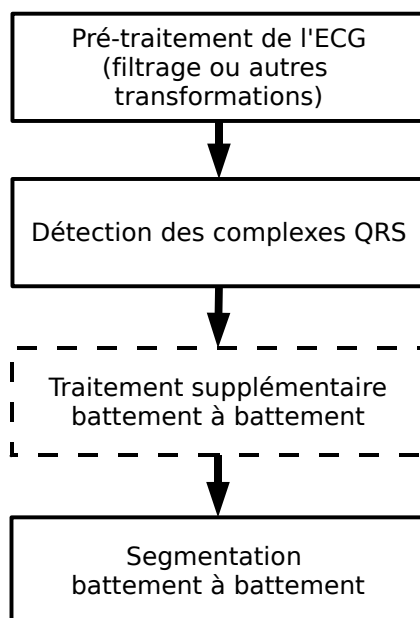 Pré-traitement de l'ECG
(filtrage ou autres
transformations)
Détection des complexes QRS
Traitement supplémentaire
battement à battement
Segmentation
battement à battement